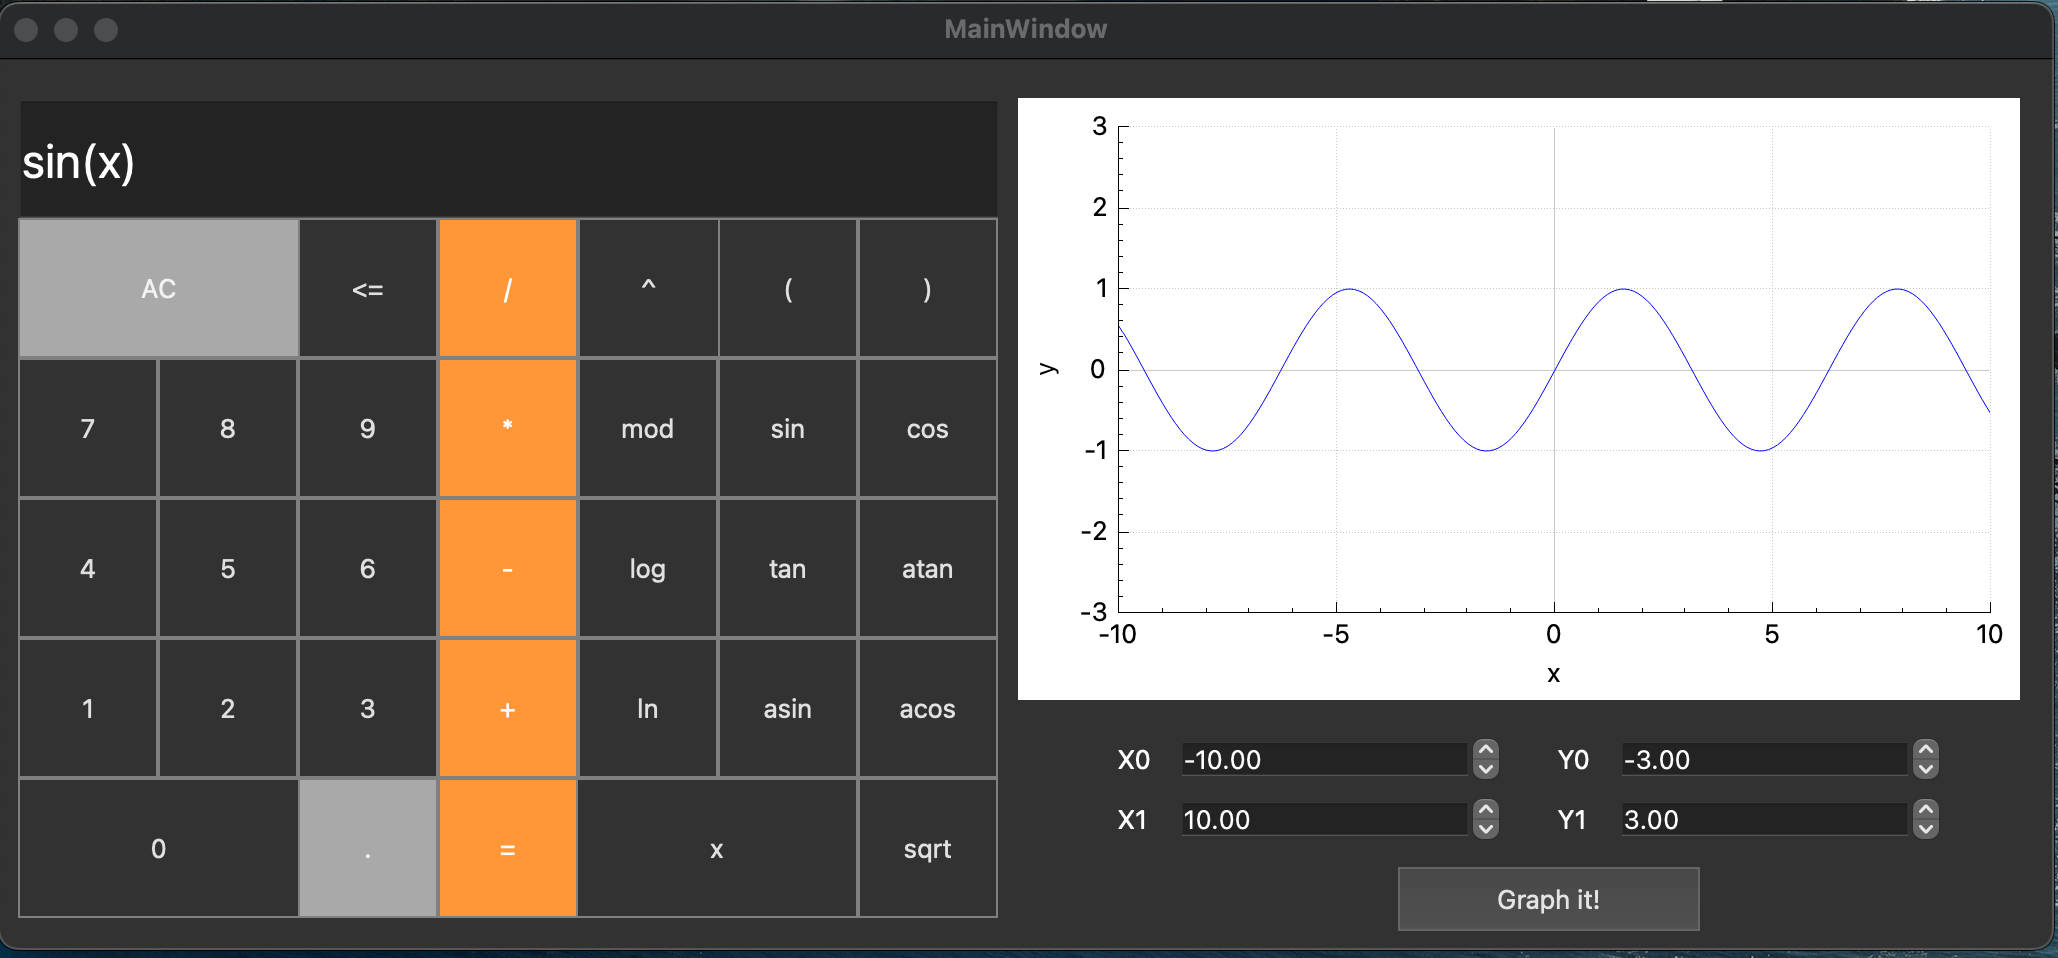 MainWindow
sin(x)
AC <= / ^ ( )
7 8 9 * mod sin cos
4 5 6 - log tan atan
1 2 3 + ln asin acos
0 . = x sqrt
3
2
1
y 0
-1
-2
-3
-10 -5 0 5 10
x
X0 -10.00 Y0 -3.00
X1 10.00 Y1 3.00
Graph it!